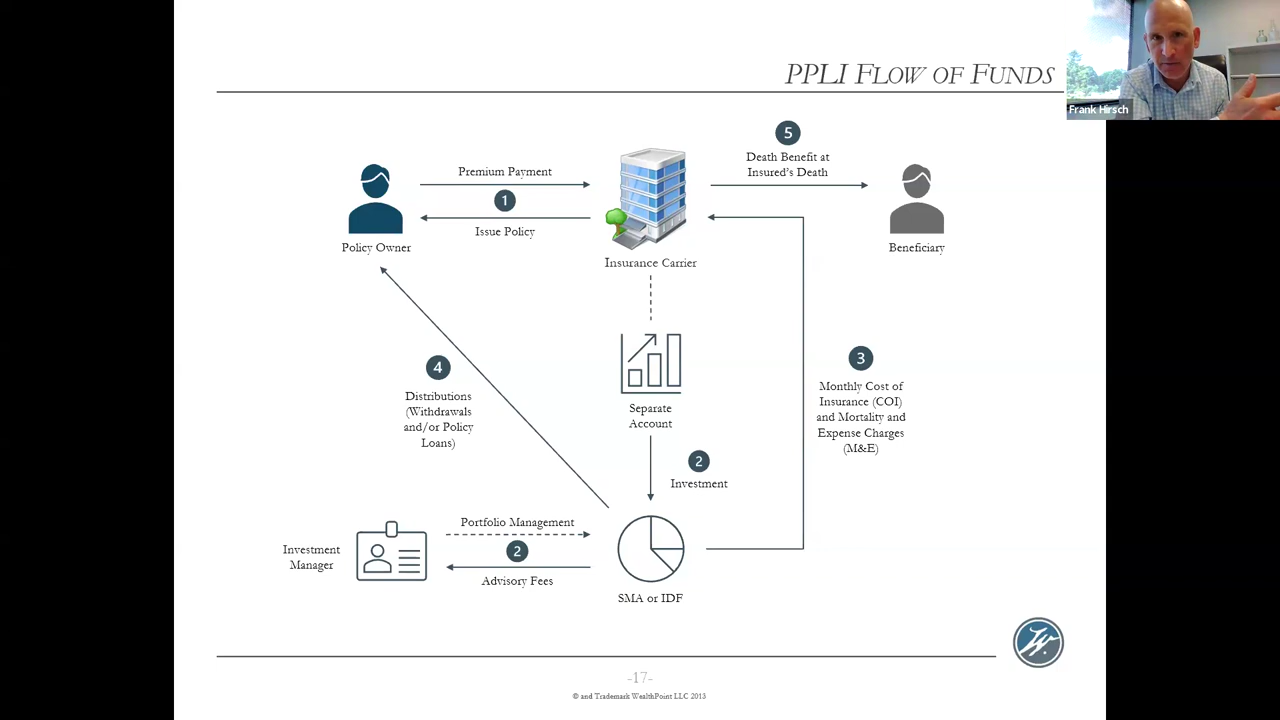 PPLI FLOW OF FUNDS
Frank Hirsch
5
Death Benefit at
Insured's Death
Premium Payment
1
Issue Policy
Policy Owner
Insurance Carrier
Beneficiary
4
Distributions
(Withdrawals
and/or Policy
Loans)
Separate
Account
3
Monthly Cost of
Insurance (COI)
and Mortality and
Expense Charges
(M&E)
2
Investment
Portfolio Management
2
Advisory Fees
Investment
Manager
SMA or IDF
-17-
© and Trademark WealthPoint LLC 2013